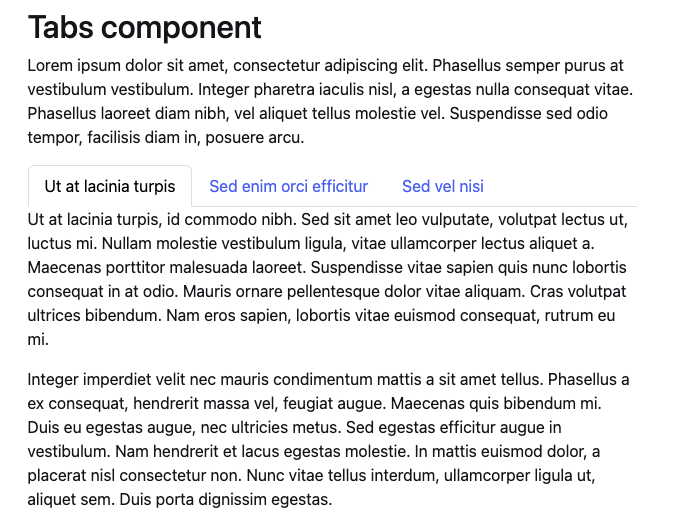 Tabs component
Lorem ipsum dolor sit amet, consectetur adipiscing elit. Phasellus semper purus at
vestibulum vestibulum. Integer pharetra iaculis nisl, a egestas nulla consequat vitae.
Phasellus laoreet diam nibh, vel aliquet tellus molestie vel. Suspendisse sed odio
tempor, facilisis diam in, posuere arcu.
Ut at lacinia turpis Sed enim orci efficitur Sed vel nisi
Ut at lacinia turpis, id commodo nibh. Sed sit amet leo vulputate, volutpat lectus ut,
luctus mi. Nullam molestie vestibulum ligula, vitae ullamcorper lectus aliquet a.
Maecenas porttitor malesuada laoreet. Suspendisse vitae sapien quis nunc lobortis
consequat in at odio. Mauris ornare pellentesque dolor vitae aliquam. Cras volutpat
ultrices bibendum. Nam eros sapien, lobortis vitae euismod consequat, rutrum eu
mi.
Integer imperdiet velit nec mauris condimentum mattis a sit amet tellus. Phasellus a
ex consequat, hendrerit massa vel, feugiat augue. Maecenas quis bibendum mi.
Duis eu egestas augue, nec ultricies metus. Sed egestas efficitur augue in
vestibulum. Nam hendrerit et lacus egestas molestie. In mattis euismod dolor, a
placerat nisl consectetur non. Nunc vitae tellus interdum, ullamcorper ligula ut,
aliquet sem. Duis porta dignissim egestas.